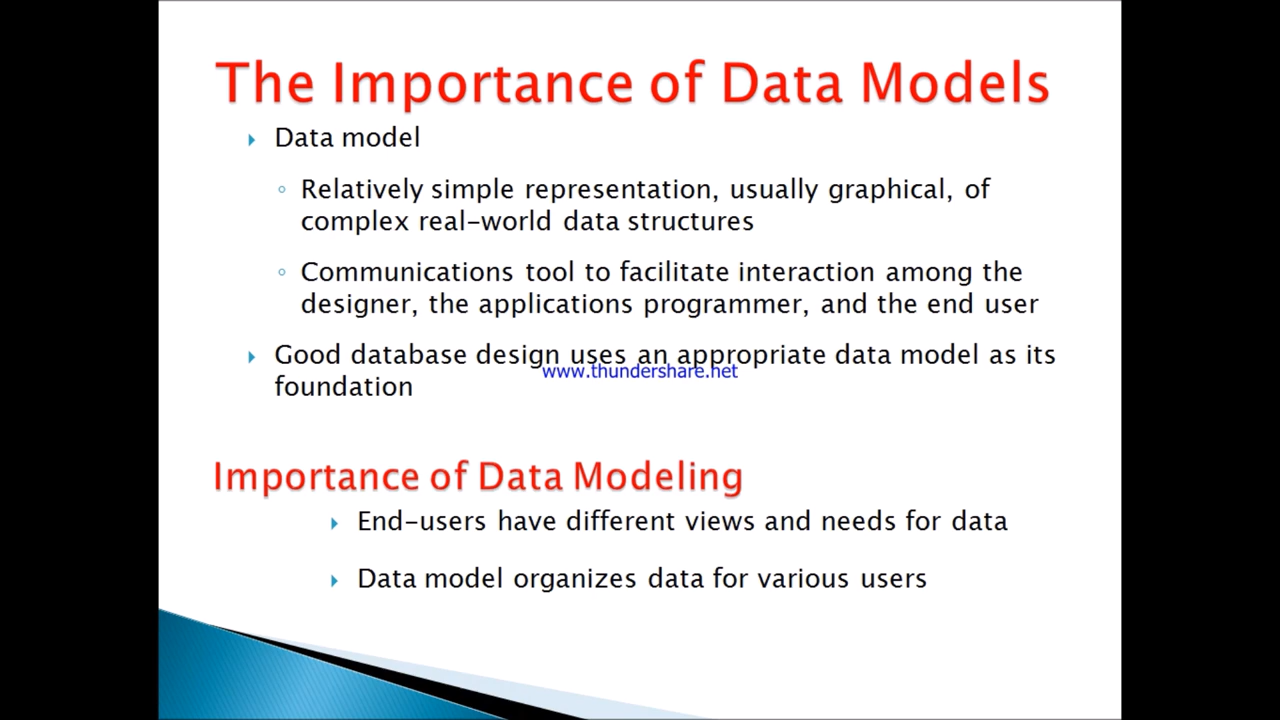 The Importance of Data Models
Data model
Relatively simple representation, usually graphical, of
complex real-world data structures
Communications tool to facilitate interaction among the
designer, the applications programmer, and the end user
Good database design uses an appropriate data model as its
www.thundershare.net
foundation
Importance of Data Modeling
End-users have different views and needs for data
Data model organizes data for various users